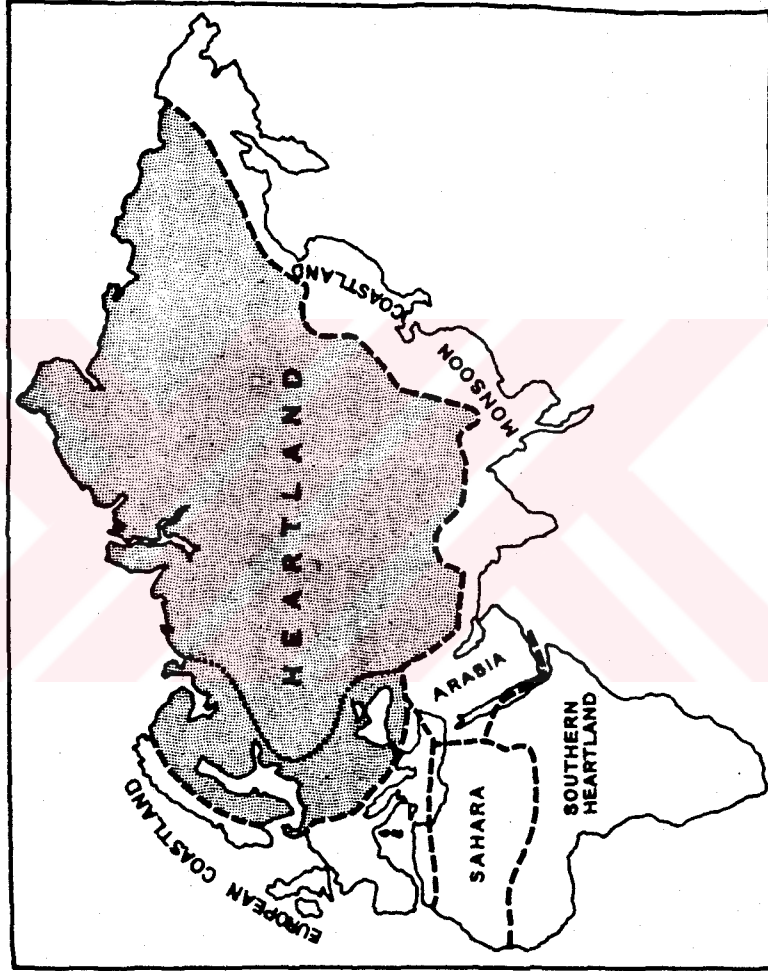 HEARTLAND
COASTLAND
MONSOON
ARABIA
SAHARA
SOUTHERN
HEARTLAND
EUROPEAN COASTLAND